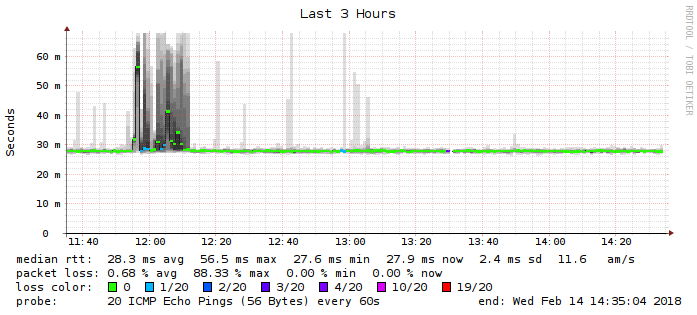 Last 3 Hours
RRDTOOL / TOBI OETIKER
Seconds
60 m
50 m
40 m
30 m
20 m
10 m
0
11:40 12:00 12:20 12:40 13:00 13:20 13:40 14:00 14:20
median rtt: 28.3 ms avg 56.5 ms max 27.6 ms min 27.9 ms now 2.4 ms sd 11.6 am/s
packet loss: 0.68 % avg 88.33 % max 0.00 % min 0.00 % now
loss color: 0 1/20 2/20 3/20 4/20 10/20 19/20
probe: 20 ICMP Echo Pings (56 Bytes) every 60s end: Wed Feb 14 14:35:04 2018